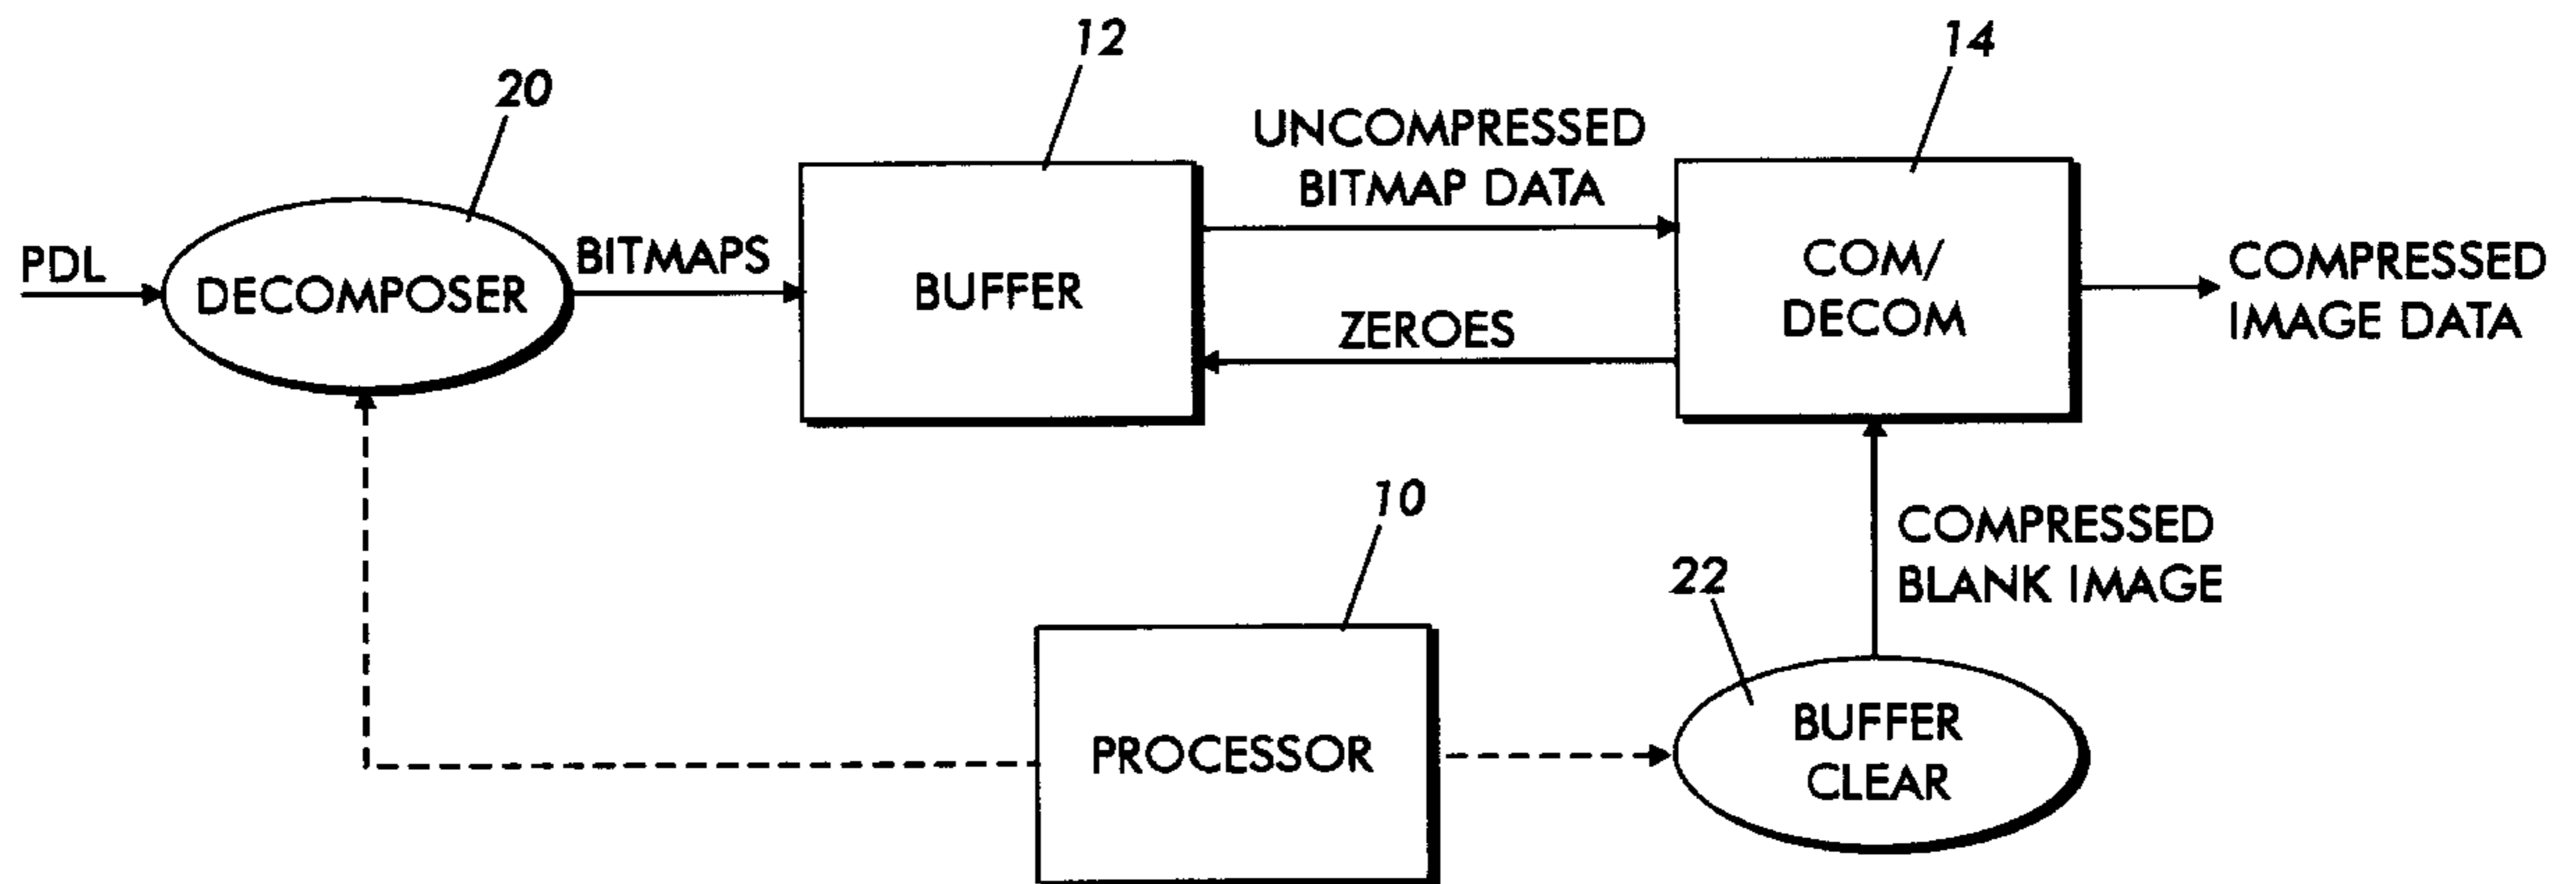 12
14
20
UNCOMPRESSED
BITMAP DATA
PDL
DECOMPOSER
BITMAPS
BUFFER
ZEROES
COM/
DECOM
COMPRESSED
IMAGE DATA
10
COMPRESSED
BLANK IMAGE
22
PROCESSOR
BUFFER
CLEAR